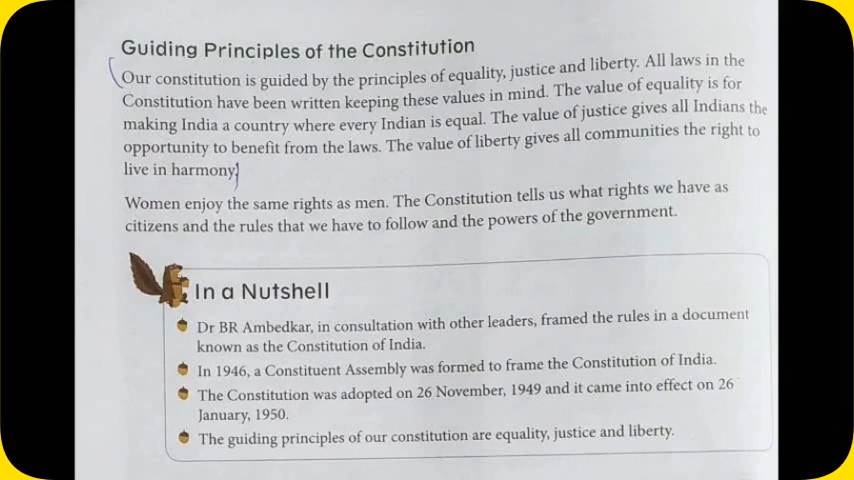 Guiding Principles of the Constitution
Our constitution is guided by the principles of equality, justice and liberty. All laws in the
Constitution have been written keeping these values in mind. The value of equality is for
making India a country where every Indian is equal. The value of justice gives all Indians the
opportunity to benefit from the laws. The value of liberty gives all communities the right to
live in harmony.
Women enjoy the same rights as men. The Constitution tells us what rights we have as
citizens and the rules that we have to follow and the powers of the government.
In a Nutshell
Dr BR Ambedkar, in consultation with other leaders, framed the rules in a document
known as the Constitution of India.
In 1946, a Constituent Assembly was formed to frame the Constitution of India.
The Constitution was adopted on 26 November, 1949 and it came into effect on 26
January, 1950.
The guiding principles of our constitution are equality, justice and liberty.